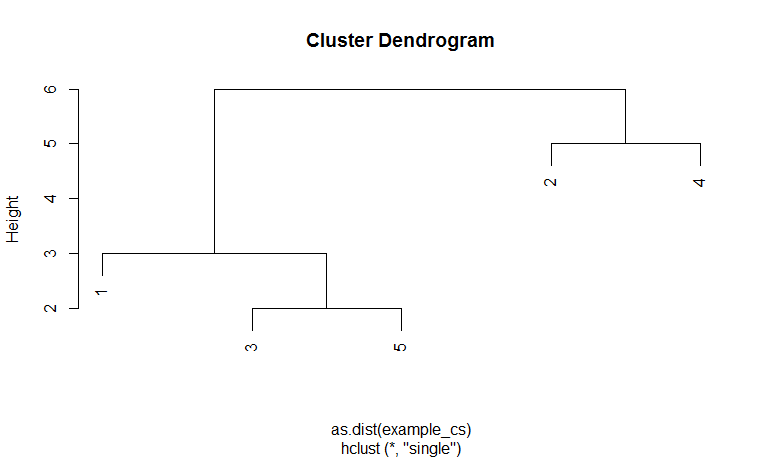 Cluster Dendrogram
Height
6
5
4
3
2
1
3
5
2
4
as.dist(example_cs)
hclust (*, "single")